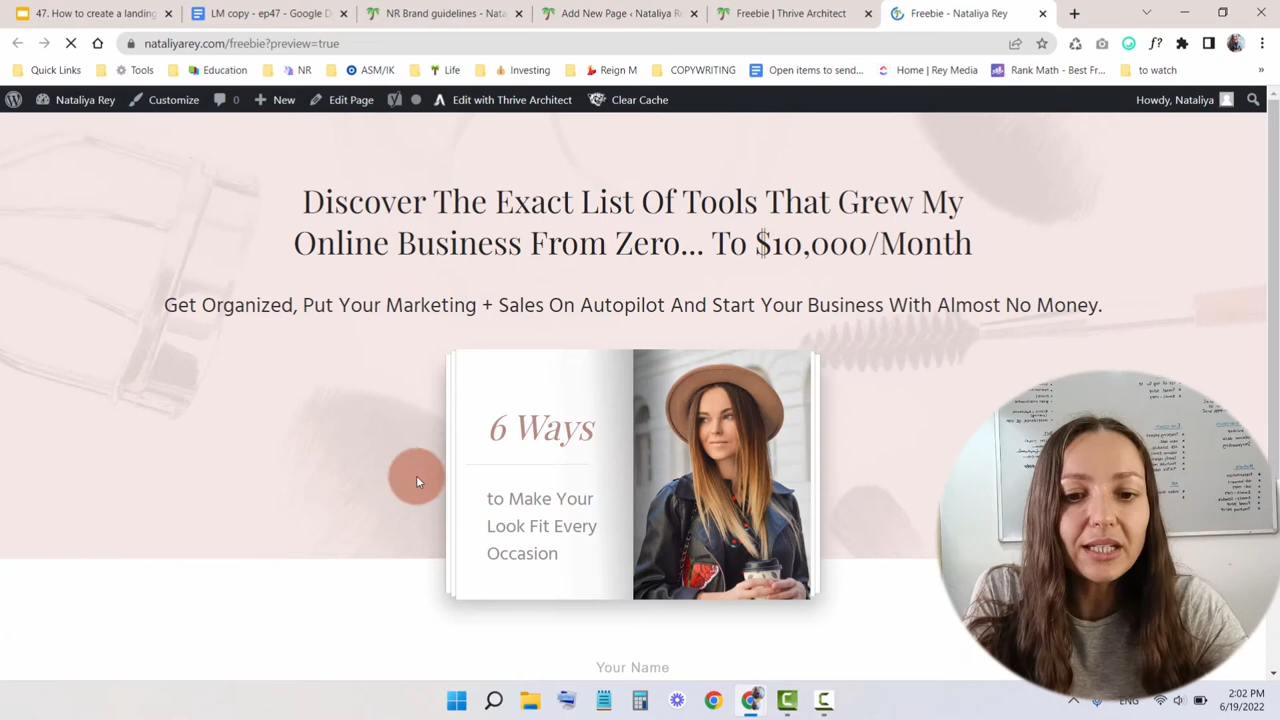 47. How to create a landing
LM copy - ep47 - Google D
NR Brand guidelines - Nata
Add New Page - Nataliya R
Freebie | Thrive Architect
Freebie - Nataliya Rey
nataliyarey.com/freebie?preview=true
Quick Links
Tools
Education
NR
ASM/IK
Life
Investing
Reign M
COPYWRITING
Open items to send...
Home | Rey Media
Rank Math - Best Fr...
to watch
Nataliya Rey
Customize
0
New
Edit Page
Edit with Thrive Architect
Clear Cache
Howdy, Nataliya
Discover The Exact List Of Tools That Grew My
Online Business From Zero... To $10,000/Month
Get Organized, Put Your Marketing + Sales On Autopilot And Start Your Business With Almost No Money.
6 Ways
to Make Your
Look Fit Every
Occasion
Your Name
ENG
2:02 PM
6/19/2022